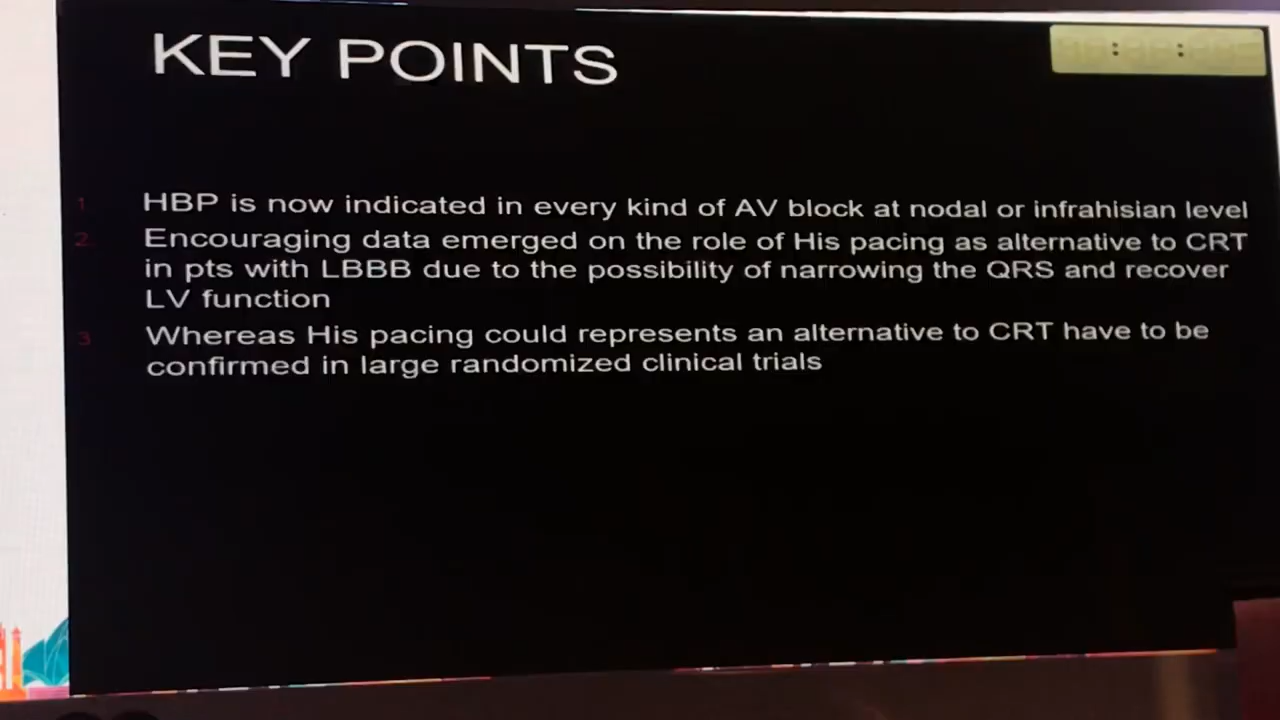 KEY POINTS
1 HBP is now indicated in every kind of AV block at nodal or infrahisian level
2. Encouraging data emerged on the role of His pacing as alternative to CRT
in pts with LBBB due to the possibility of narrowing the QRS and recover
LV function
3 Whereas His pacing could represents an alternative to CRT have to be
confirmed in large randomized clinical trials